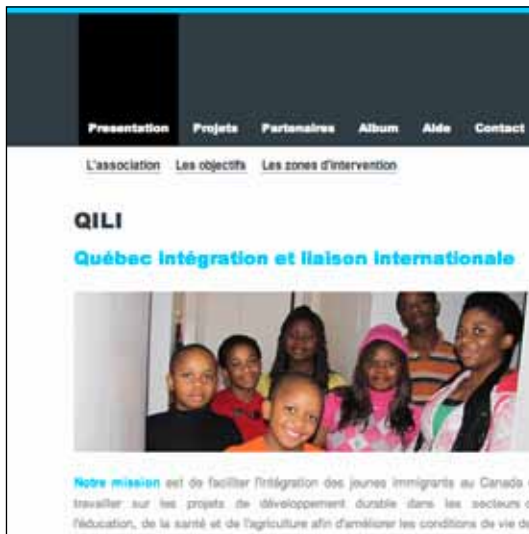 Presentation Projets Partenaires Album Aide Contact
L'association Les objectifs Les zones d'intervention
QILI
Québec intégration et liaison internationale
Notre mission est de faciliter l'intégration des jeunes immigrants au Canada
travailler sur les projets de développement durable dans les secteurs
l'éducation, de la santé et de l'agriculture afin d'améliorer les conditions de vie